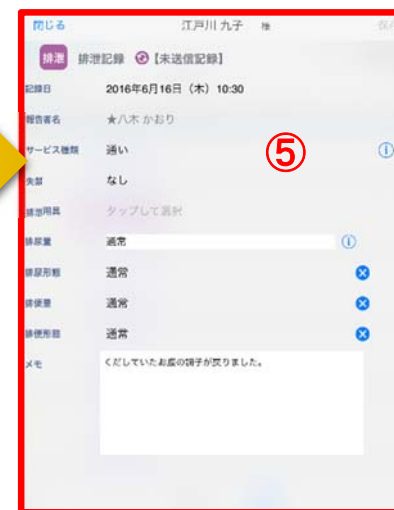 閉じる 江戸川 九子 様 保存
排泄 排泄記録 【未送信記録】
記録日 2016年6月16日（木）10:30
報告者名 ★八木 かおり
サービス種類 通い
⑤
失禁 なし
排泄用具 タップして選択
排尿量 通常
排尿形態 通常
排便量 通常
排便形態 通常
メモ くだしていたお腹の調子が戻りました。